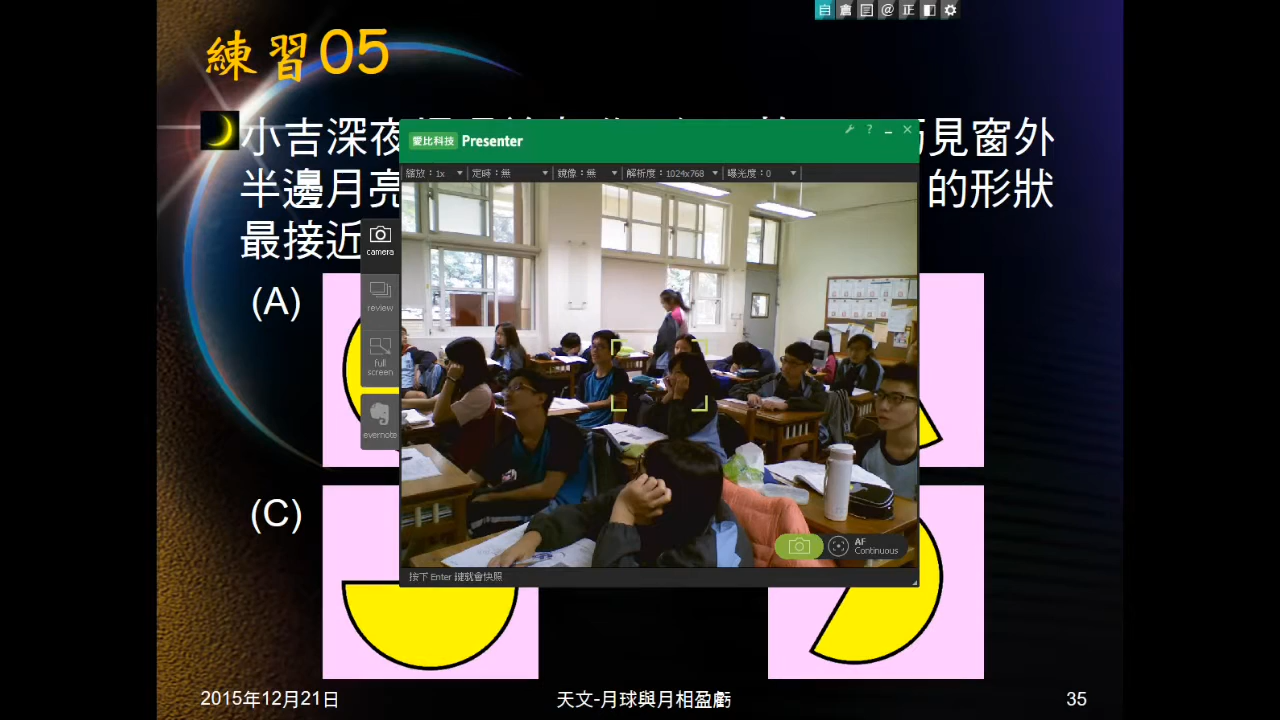 自 倉 @ 正
練習05
小吉深夜
見窗外
半邊月亮
的形狀
最接近
愛比科技 Presenter
?
縮放：1x
定時：無
鏡像：無
解析度：1024x768
曝光度：0
camera
review
full
screen
evernote
(A)
(C)
AF
Continuous
按下 Enter 鍵就會快照
2015年12月21日
天文-月球與月相盈虧
35